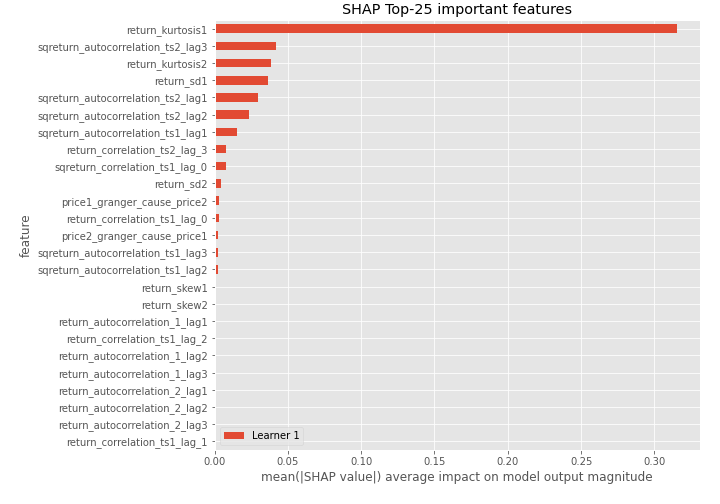 SHAP Top-25 important features
return_kurtosis1
sqreturn_autocorrelation_ts2_lag3
return_kurtosis2
return_sd1
sqreturn_autocorrelation_ts2_lag1
sqreturn_autocorrelation_ts2_lag2
sqreturn_autocorrelation_ts1_lag1
return_correlation_ts2_lag_3
sqreturn_correlation_ts1_lag_0
return_sd2
price1_granger_cause_price2
return_correlation_ts1_lag_0
price2_granger_cause_price1
sqreturn_autocorrelation_ts1_lag3
sqreturn_autocorrelation_ts1_lag2
return_skew1
return_skew2
return_autocorrelation_1_lag1
return_correlation_ts1_lag_2
return_autocorrelation_1_lag2
return_autocorrelation_1_lag3
return_autocorrelation_2_lag1
return_autocorrelation_2_lag2
return_autocorrelation_2_lag3
return_correlation_ts1_lag_1
feature
Learner 1
0.00 0.05 0.10 0.15 0.20 0.25 0.30
mean(|SHAP value|) average impact on model output magnitude